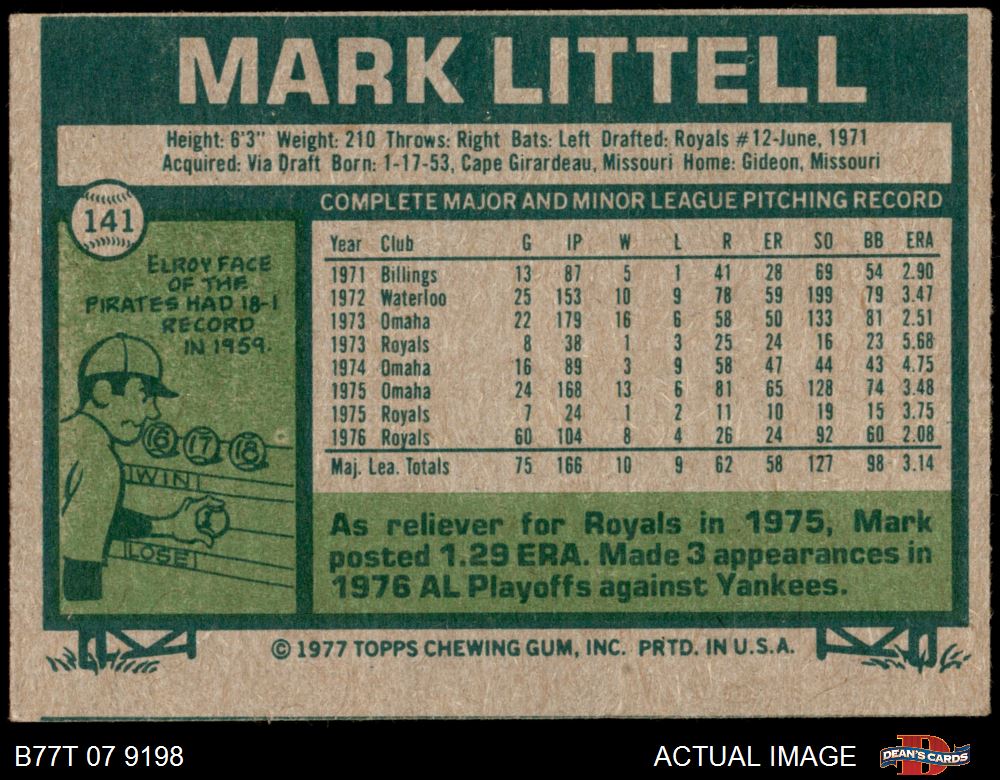 MARK LITTELL
Height: 6'3" Weight: 210 Throws: Right Bats: Left Drafted: Royals #12-June, 1971
Acquired: Via Draft Born: 1-17-53, Cape Girardeau, Missouri Home: Gideon, Missouri
141
ELROY FACE
OF THE
PIRATES HAD 18-1
RECORD
IN 1959.
16 17 18
WIN
1
LOSE
COMPLETE MAJOR AND MINOR LEAGUE PITCHING RECORD
Year Club G IP W L R ER SO BB ERA
1971 Billings 13 87 5 1 41 28 69 54 2.90
1972 Waterloo 25 153 10 9 78 59 199 79 3.47
1973 Omaha 22 179 16 6 58 50 133 81 2.51
1973 Royals 8 38 1 3 25 24 16 23 5.68
1974 Omaha 16 89 3 9 58 47 44 43 4.75
1975 Omaha 24 168 13 6 81 65 128 74 3.48
1975 Royals 7 24 1 2 11 10 19 15 3.75
1976 Royals 60 104 8 4 26 24 92 60 2.08
Maj. Lea. Totals 75 166 10 9 62 58 127 98 3.14
As reliever for Royals in 1975, Mark
posted 1.29 ERA. Made 3 appearances in
1976 AL Playoffs against Yankees.
© 1977 TOPPS CHEWING GUM, INC. PRTD. IN U.S.A.
B77T 07 9198
ACTUAL IMAGE
D
DEAN'S CARDS